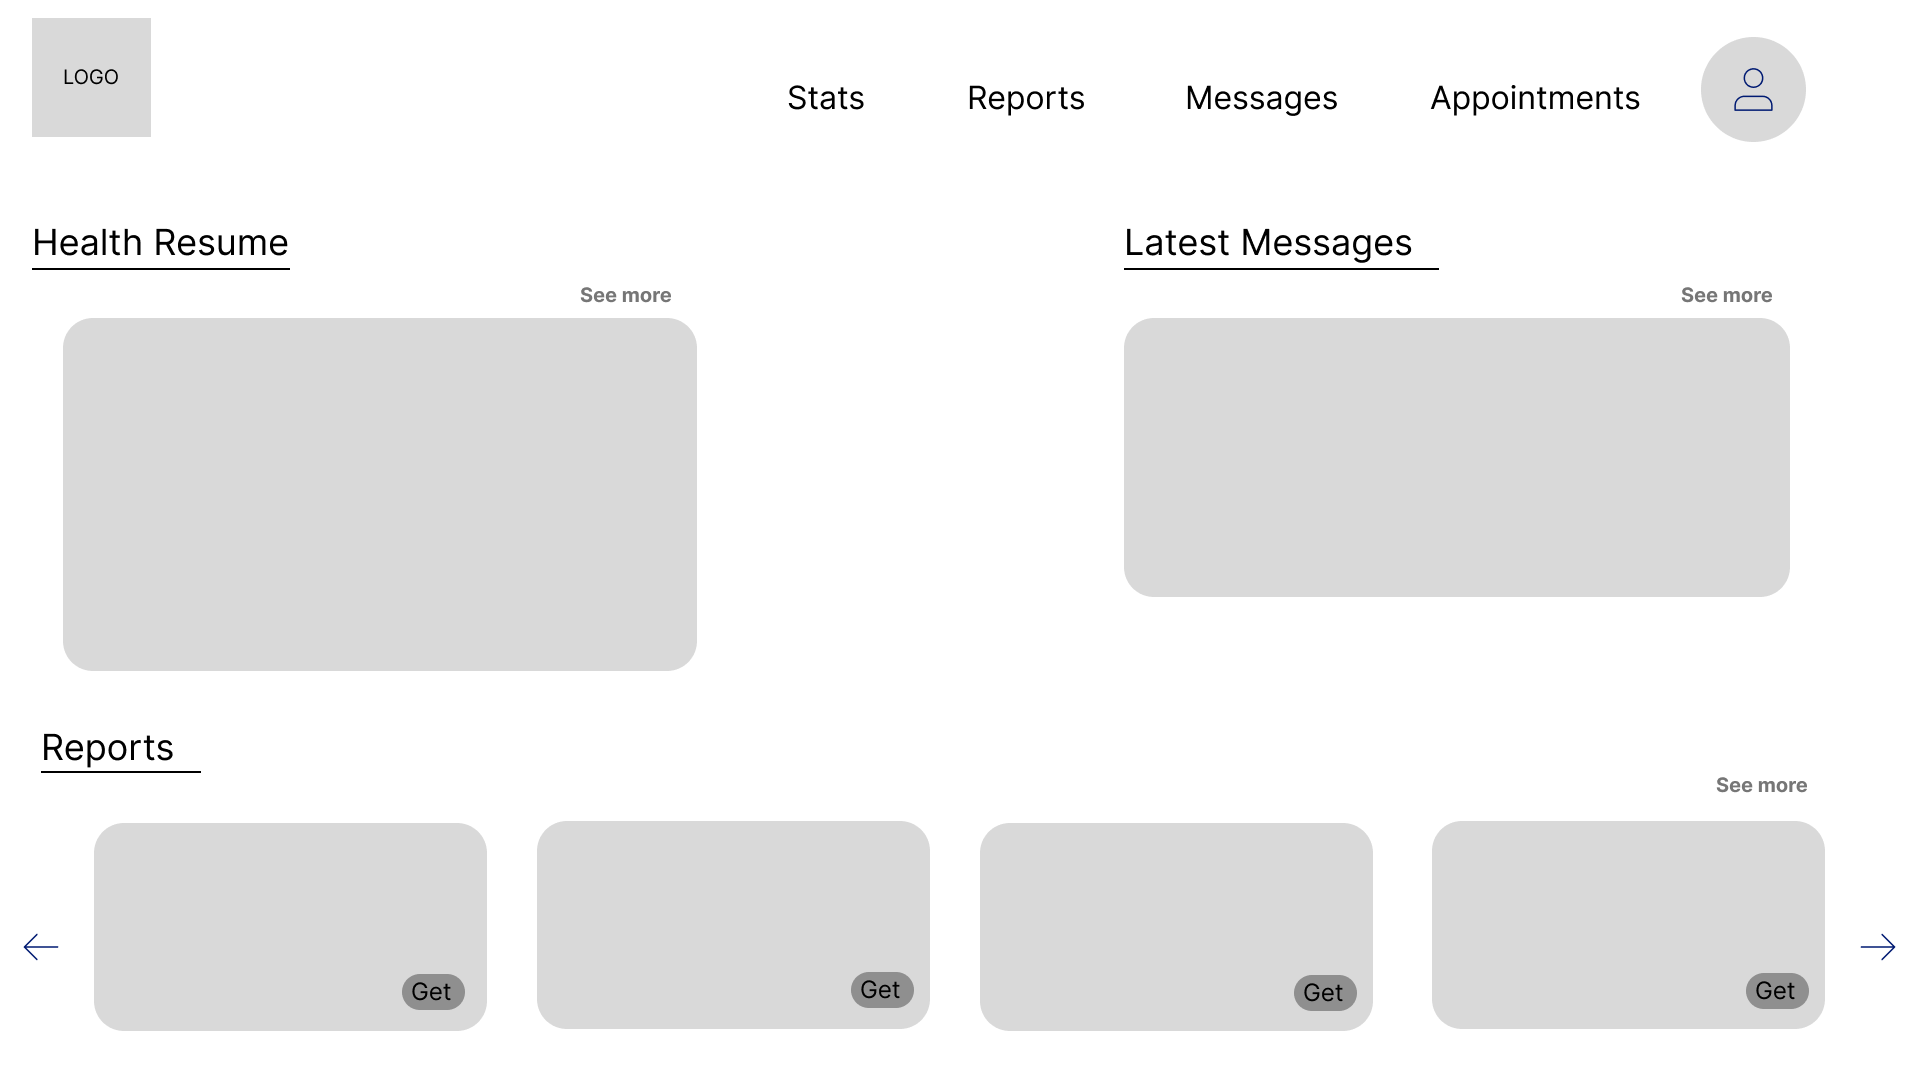 LOGO
Stats
Reports
Messages
Appointments
Health Resume
Latest Messages
See more
See more
Reports
See more
Get
Get
Get
Get